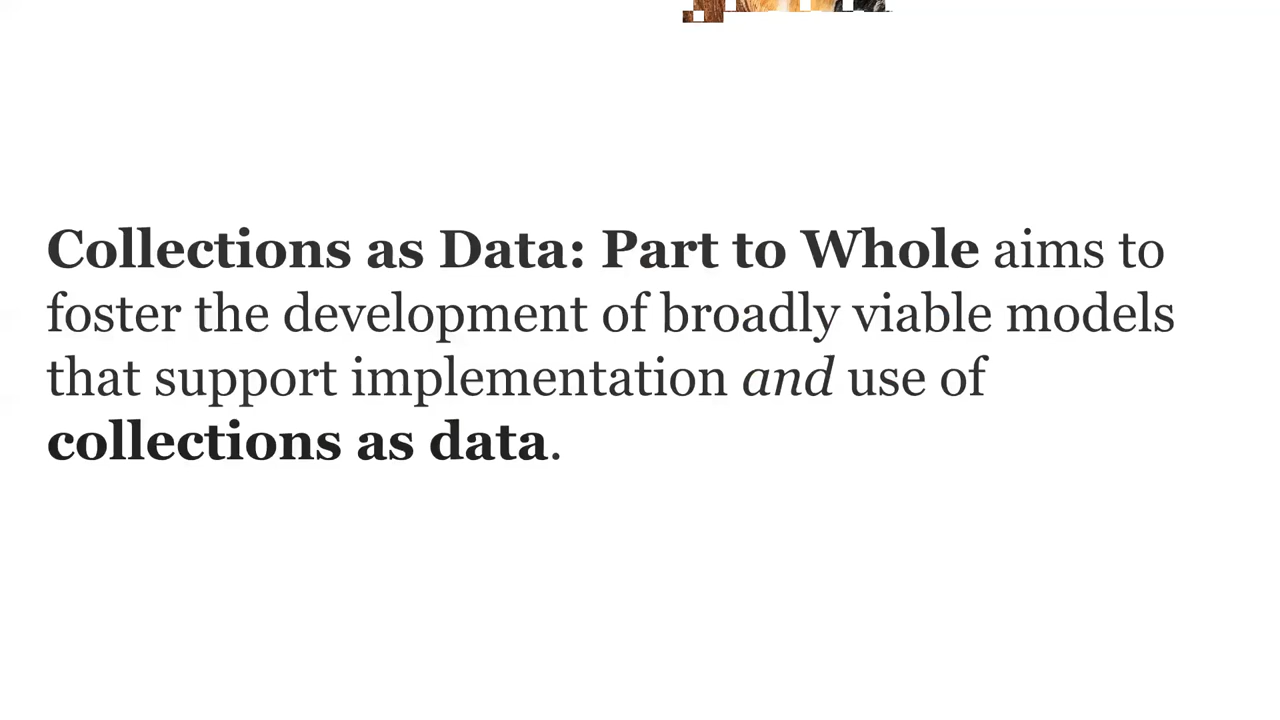 Collections as Data: Part to Whole aims to
foster the development of broadly viable models
that support implementation and use of
collections as data.